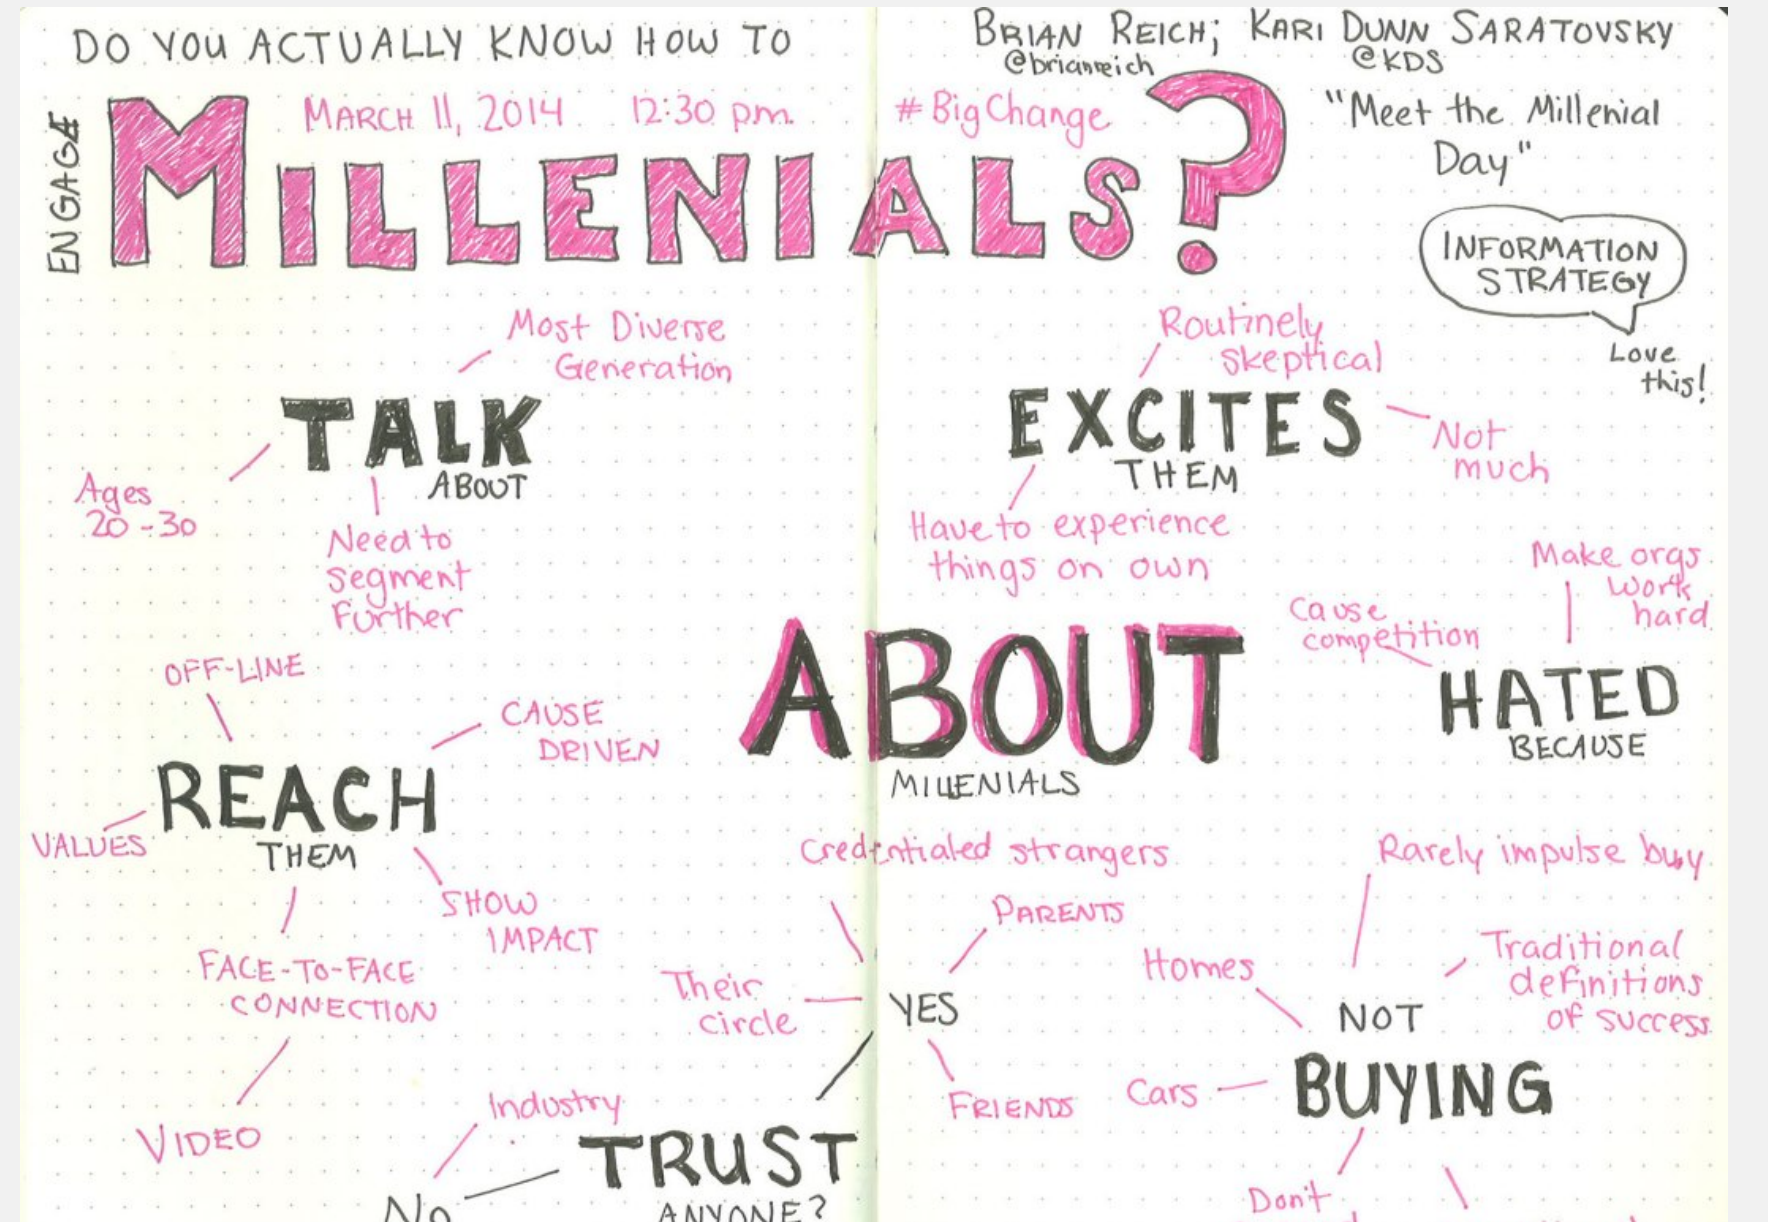 DO YOU ACTUALLY KNOW HOW TO
ENGAGE
MARCH 11, 2014 12:30 pm.
MILLENIALS?
#BigChange
BRIAN REICH; KARI DUNN SARATOVSKY
@brianreich @KDS
"Meet the Millenial
Day"
INFORMATION
STRATEGY
Love
this!
Most Diverse
Generation
TALK
ABOUT
Ages
20-30
Need to
segment
further
Routinely
skeptical
EXCITES
THEM
Not
much
Have to experience
things on own
Make orgs
work
hard
Cause
competition
HATED
BECAUSE
ABOUT
MILLENIALS
OFF-LINE
CAUSE
DRIVEN
REACH
THEM
VALUES
SHOW
IMPACT
FACE-TO-FACE
CONNECTION
VIDEO
Credentialed strangers
PARENTS
Their
circle
YES
FRIENDS
Industry
TRUST
ANYONE?
No
Rarely impulse buy
Homes
Traditional
definitions
of success
NOT
BUYING
Cars
Don't